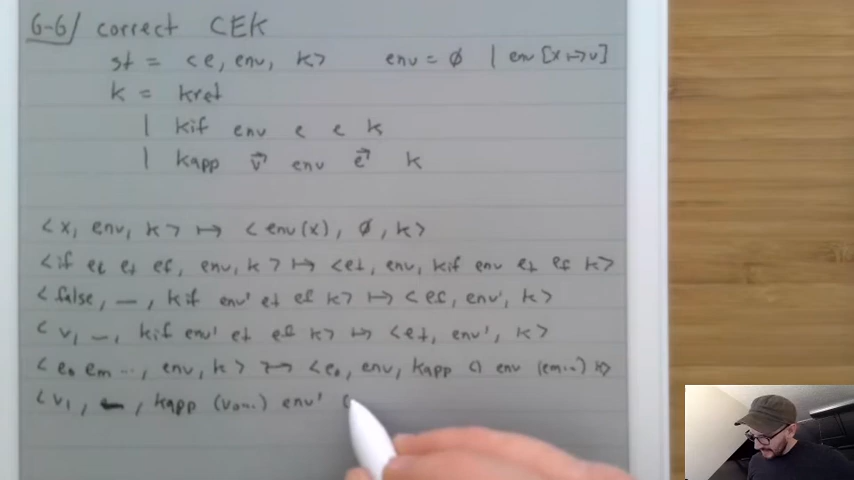 6-6/ correct CEK
st = <e, env, k> env = ∅ | env [x ↦ v]
k = kret
| kif env e e k
| kapp v⃗ env e⃗ k
<x, env, k> ↦ <env(x), ∅, k>
<if ec et ef, env, k> ↦ <ec, env, kif env et ef k>
<false, _, kif env' et ef k> ↦ <ef, env', k>
<v, _, kif env' et ef k> ↦ <et, env', k>
<e0 em ..., env, k> ↦ <e0, env, kapp () env (em...) k>
<v1, _, kapp (v0...) env' (